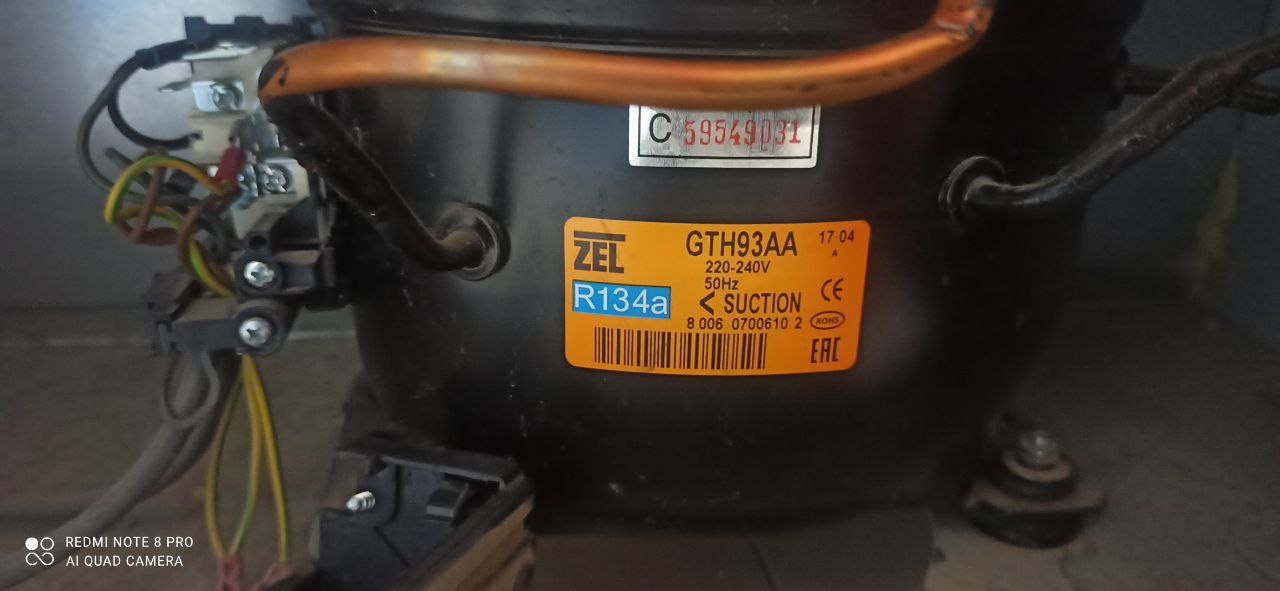 C 59549031
ZEL
GTH93AA
17·04
A
220-240V
50Hz
R134a
< SUCTION
CE
8 006 0700610 2
ROHS
EAC
REDMI NOTE 8 PRO
AI QUAD CAMERA